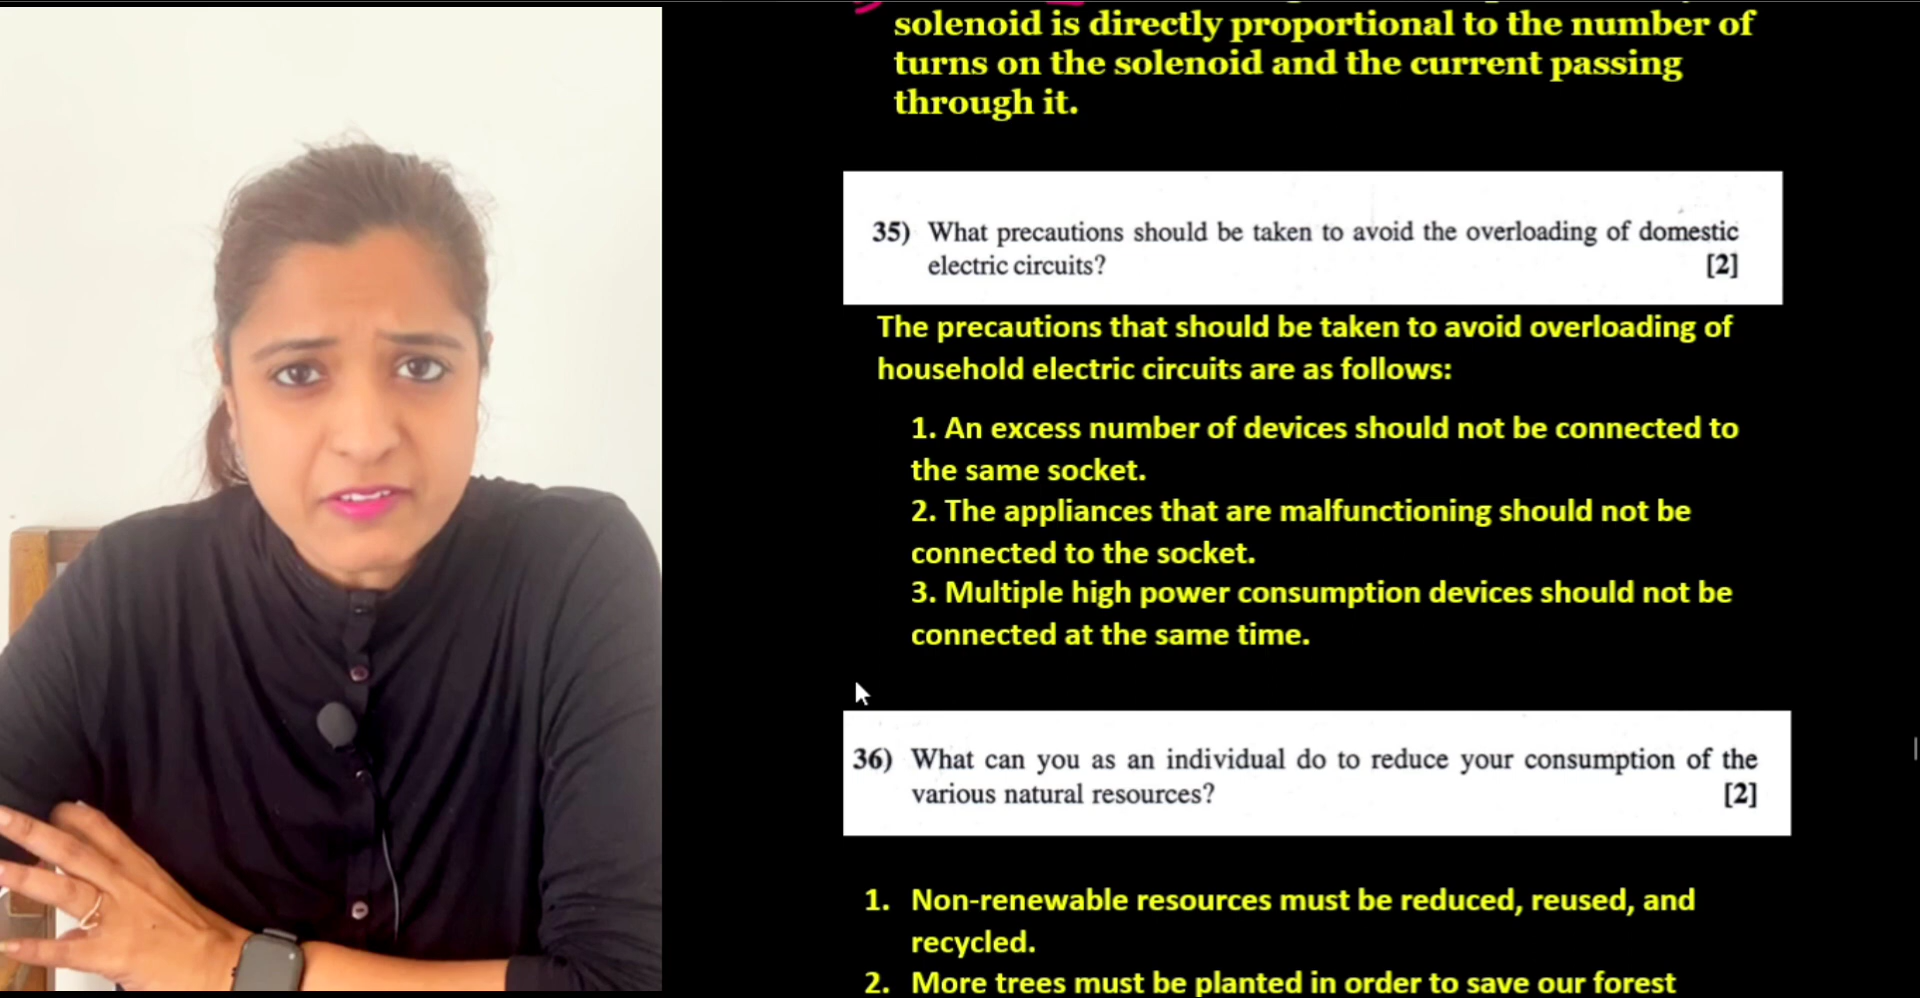 solenoid is directly proportional to the number of
turns on the solenoid and the current passing
through it.
35) What precautions should be taken to avoid the overloading of domestic
electric circuits? [2]
The precautions that should be taken to avoid overloading of
household electric circuits are as follows:
1. An excess number of devices should not be connected to
the same socket.
2. The appliances that are malfunctioning should not be
connected to the socket.
3. Multiple high power consumption devices should not be
connected at the same time.
36) What can you as an individual do to reduce your consumption of the
various natural resources? [2]
1. Non-renewable resources must be reduced, reused, and
recycled.
2. More trees must be planted in order to save our forest